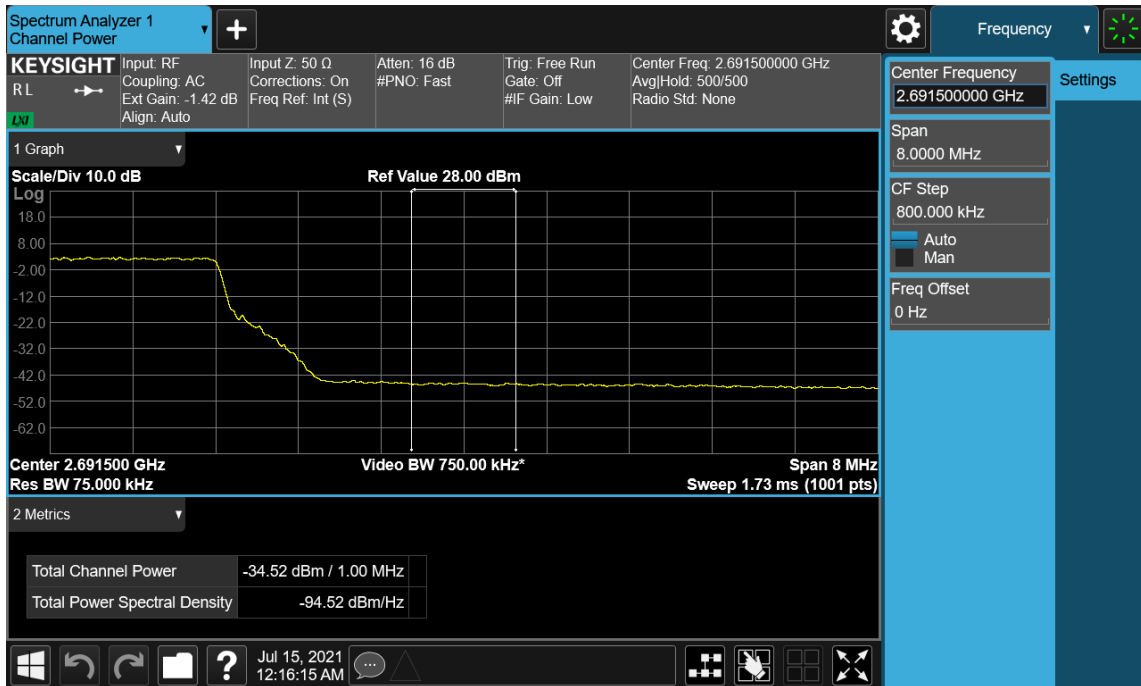 Spectrum Analyzer 1
Channel Power
Frequency
KEYSIGHT
R L
LXI
Input: RF
Coupling: AC
Ext Gain: -1.42 dB
Align: Auto
Input Z: 50 Ω
Corrections: On
Freq Ref: Int (S)
Atten: 16 dB
#PNO: Fast
Trig: Free Run
Gate: Off
#IF Gain: Low
Center Freq: 2.691500000 GHz
Avg|Hold: 500/500
Radio Std: None
Center Frequency
2.691500000 GHz
Settings
Span
8.0000 MHz
CF Step
800.000 kHz
Auto
Man
Freq Offset
0 Hz
1 Graph
Scale/Div 10.0 dB
Ref Value 28.00 dBm
Log
18.0
8.00
-2.00
-12.0
-22.0
-32.0
-42.0
-52.0
-62.0
Center 2.691500 GHz
Video BW 750.00 kHz*
Span 8 MHz
Res BW 75.000 kHz
Sweep 1.73 ms (1001 pts)
2 Metrics
Total Channel Power
-34.52 dBm / 1.00 MHz
Total Power Spectral Density
-94.52 dBm/Hz
?
Jul 15, 2021
12:16:15 AM